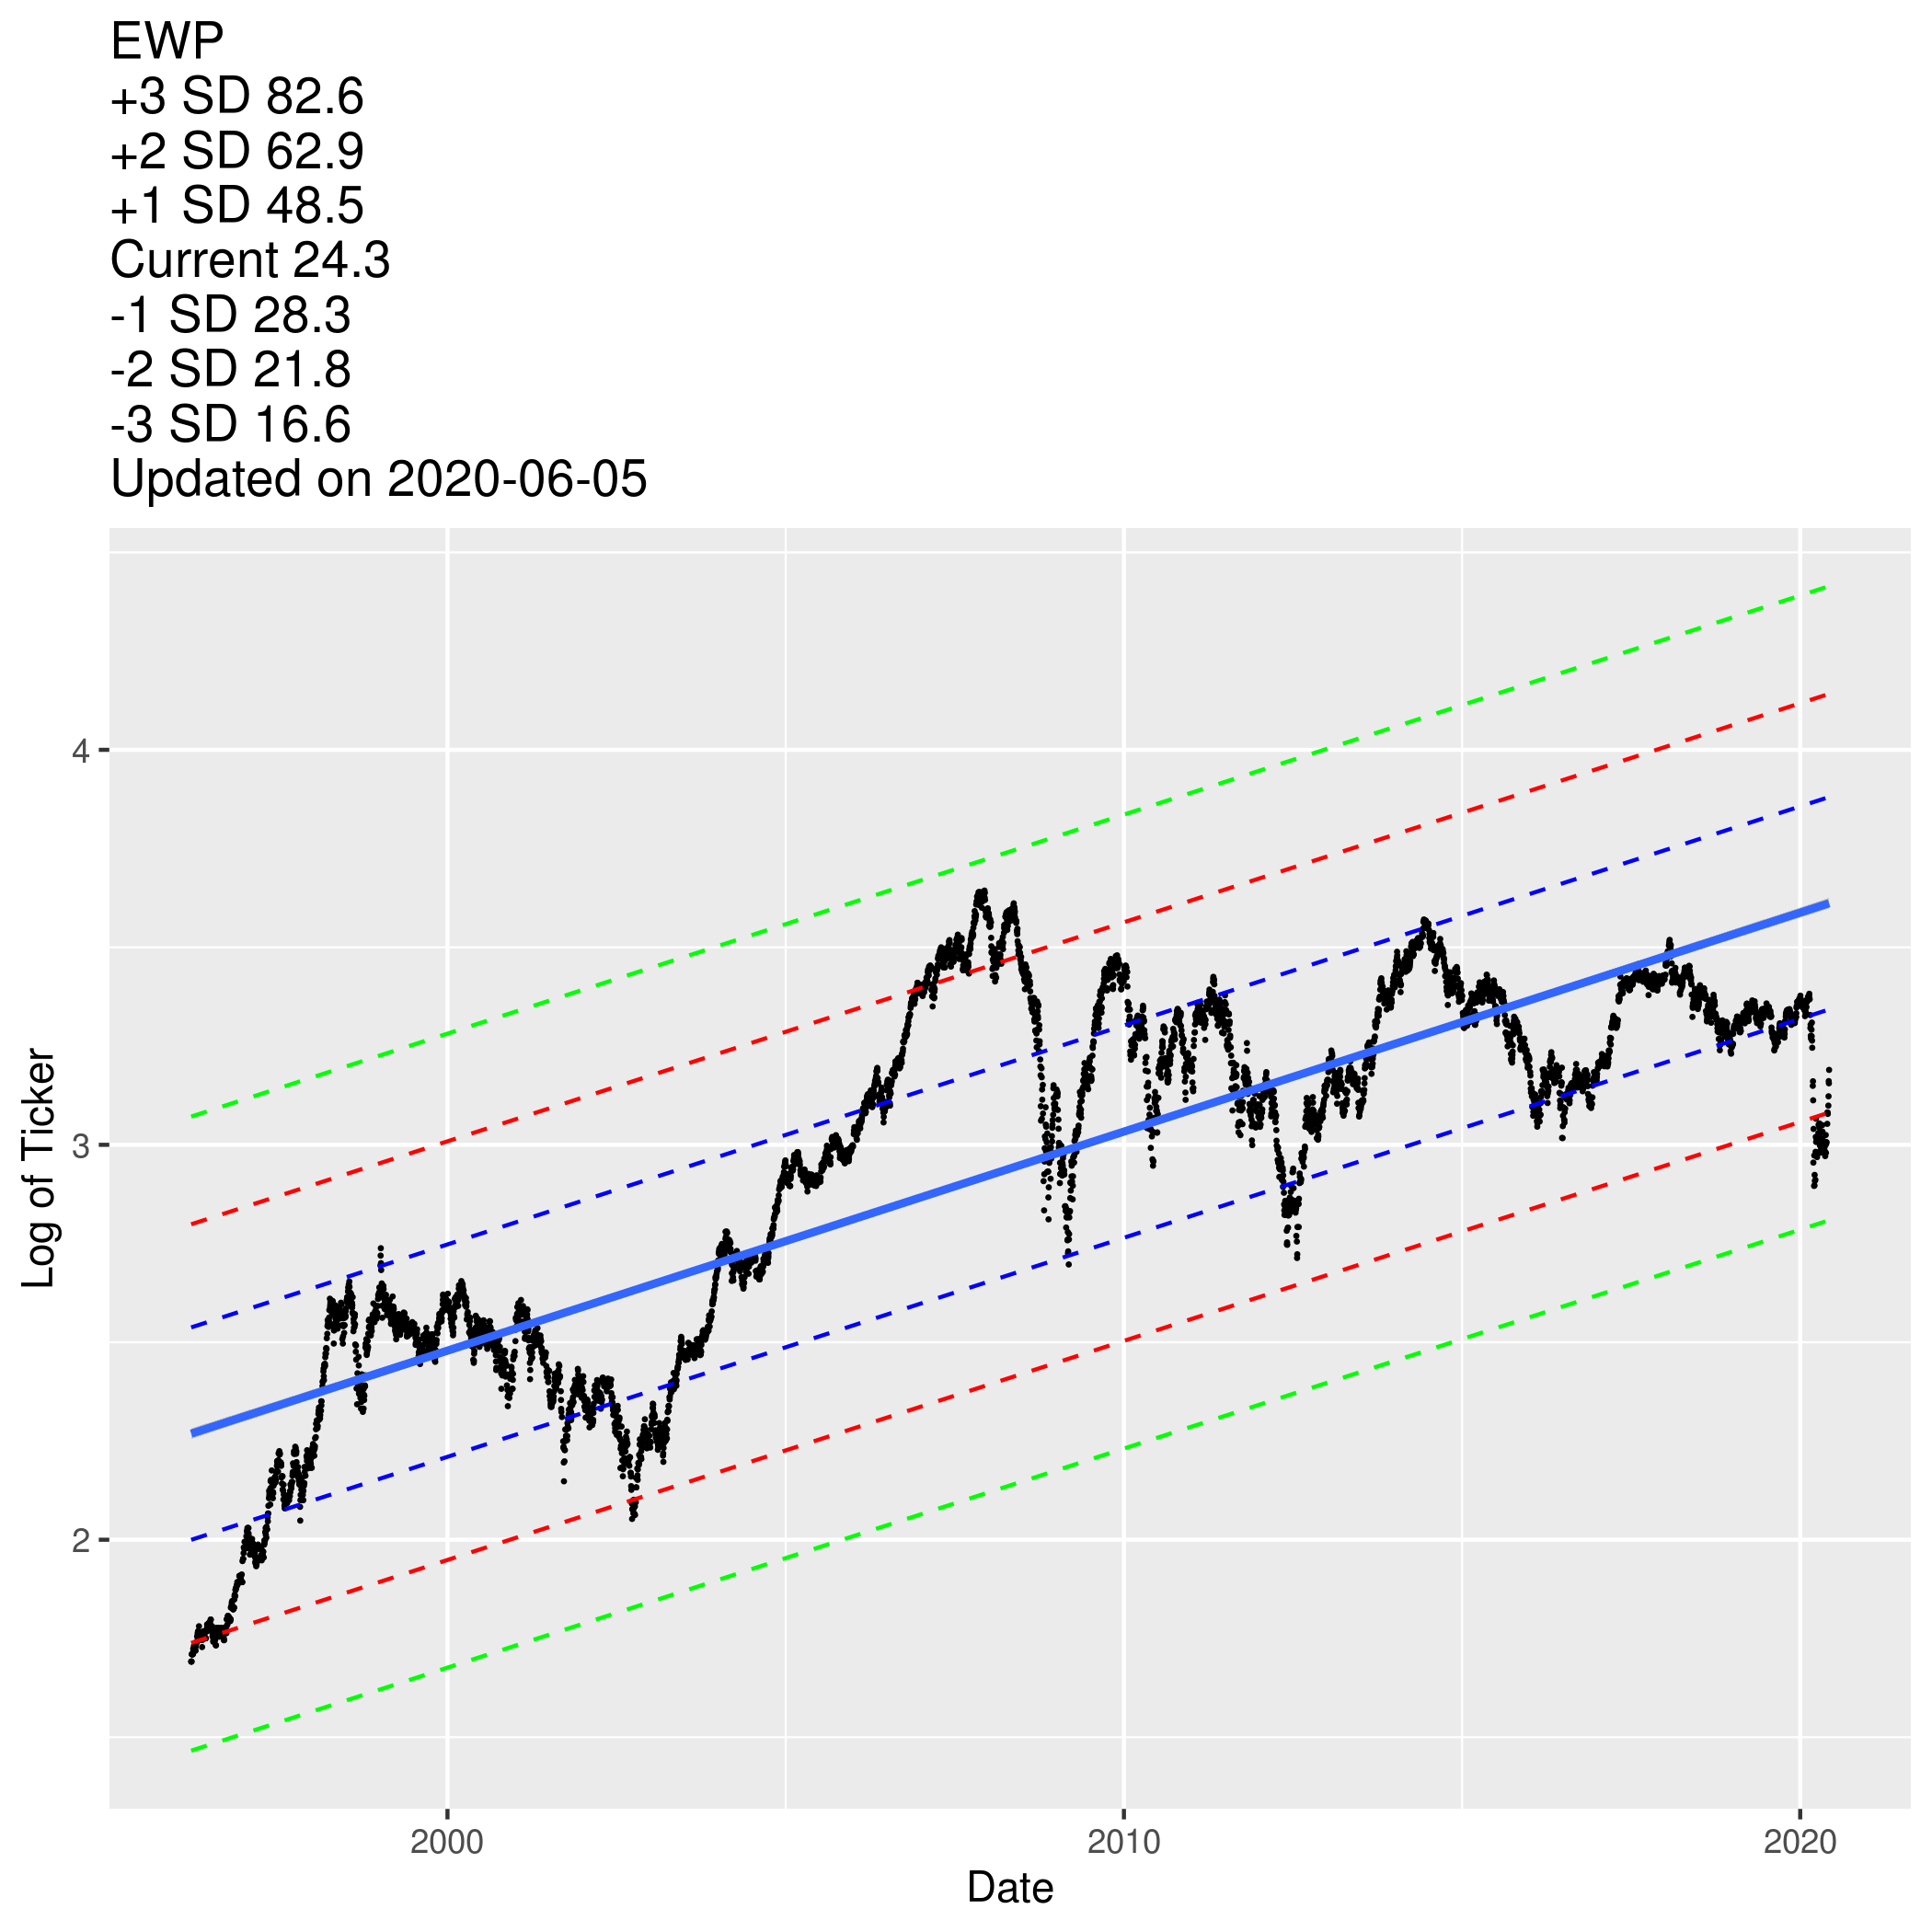 EWP
+3 SD 82.6
+2 SD 62.9
+1 SD 48.5
Current 24.3
-1 SD 28.3
-2 SD 21.8
-3 SD 16.6
Updated on 2020-06-05
4
3
2
Log of Ticker
2000
2010
2020
Date